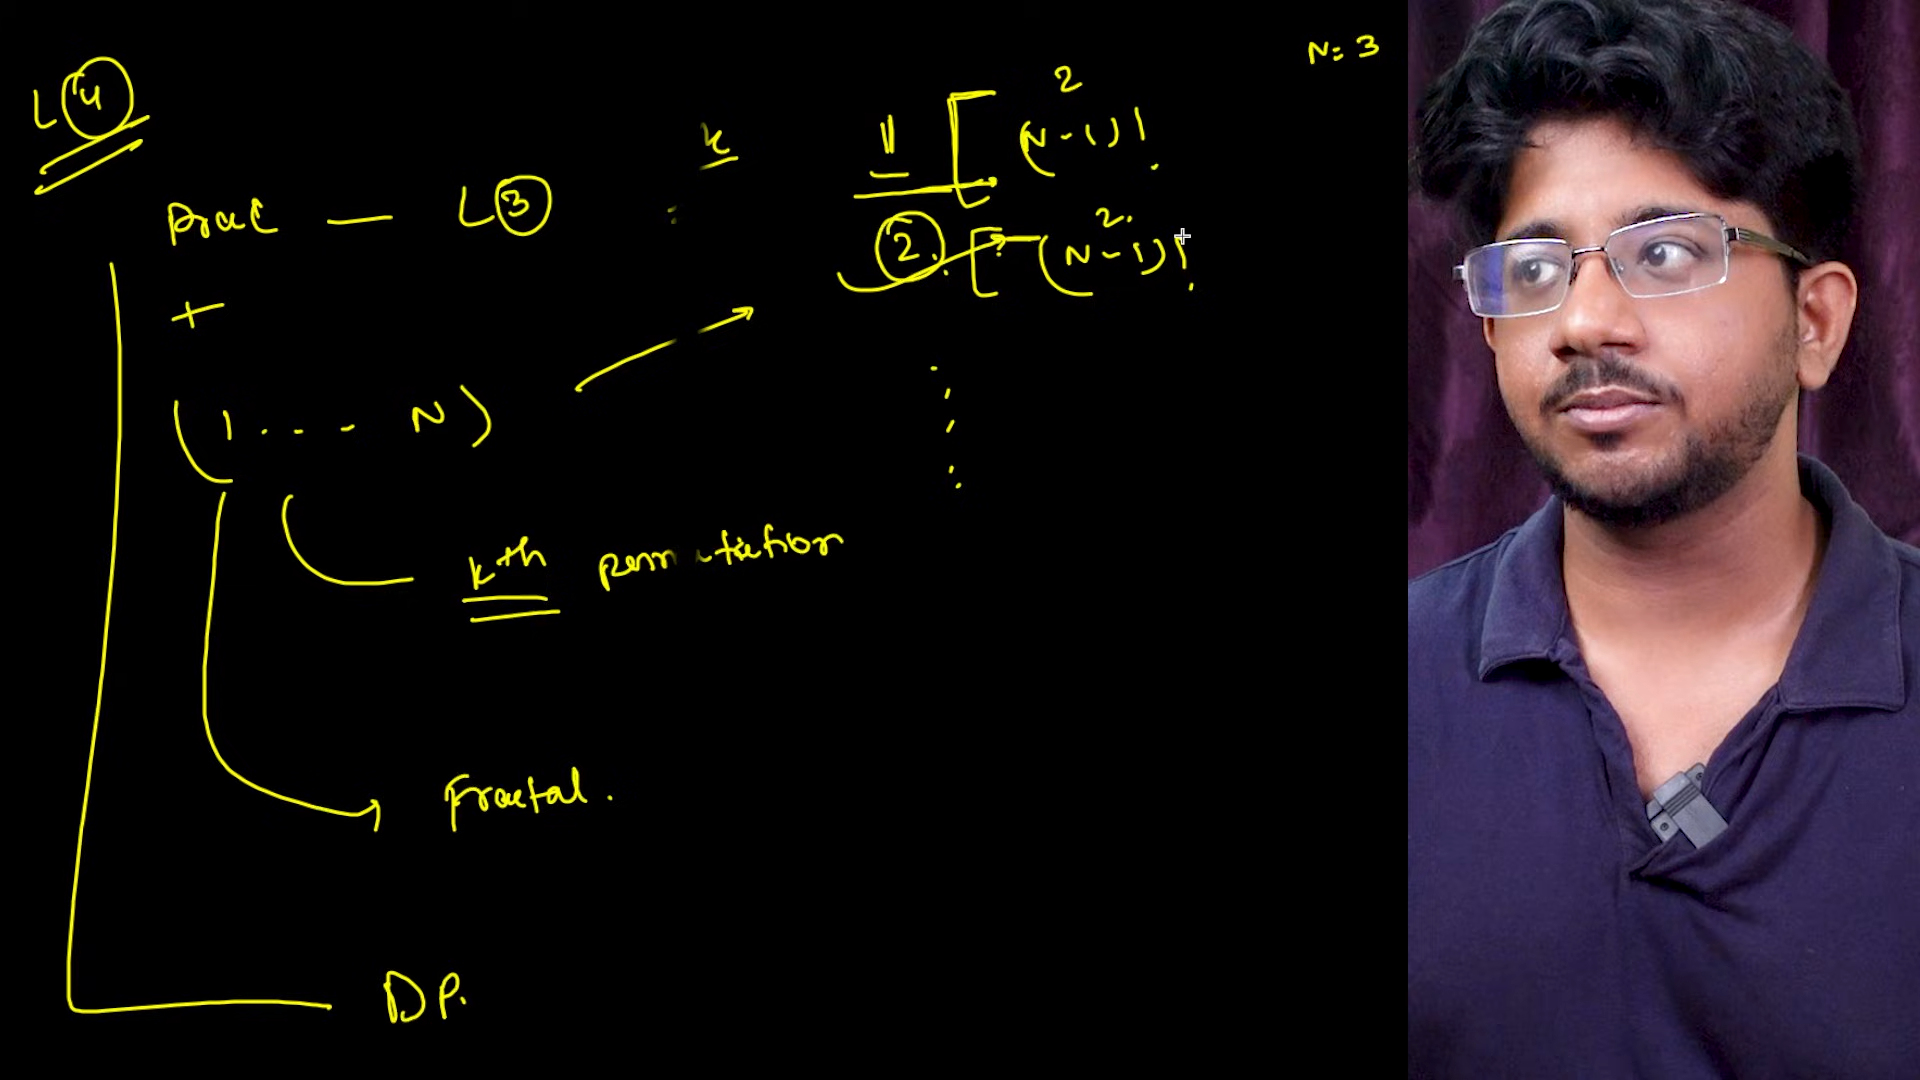 N = 3
L4
k
1 [ (N-1)! 2
Prac — L3
:
2. [ (N-1)! 2.
+
(1 . . . - N)
kth permutation
Fractal.
DP.